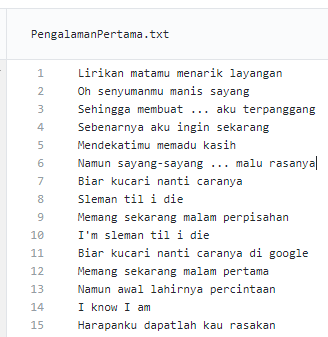 PengalamanPertama.txt
1 Lirikan matamu menarik layangan
2 Oh senyumanmu manis sayang
3 Sehingga membuat ... aku terpanggang
4 Sebenarnya aku ingin sekarang
5 Mendekatimu memadu kasih
6 Namun sayang-sayang ... malu rasanya
7 Biar kucari nanti caranya
8 Sleman til i die
9 Memang sekarang malam perpisahan
10 I'm sleman til i die
11 Biar kucari nanti caranya di google
12 Memang sekarang malam pertama
13 Namun awal lahirnya percintaan
14 I know I am
15 Harapanku dapatlah kau rasakan